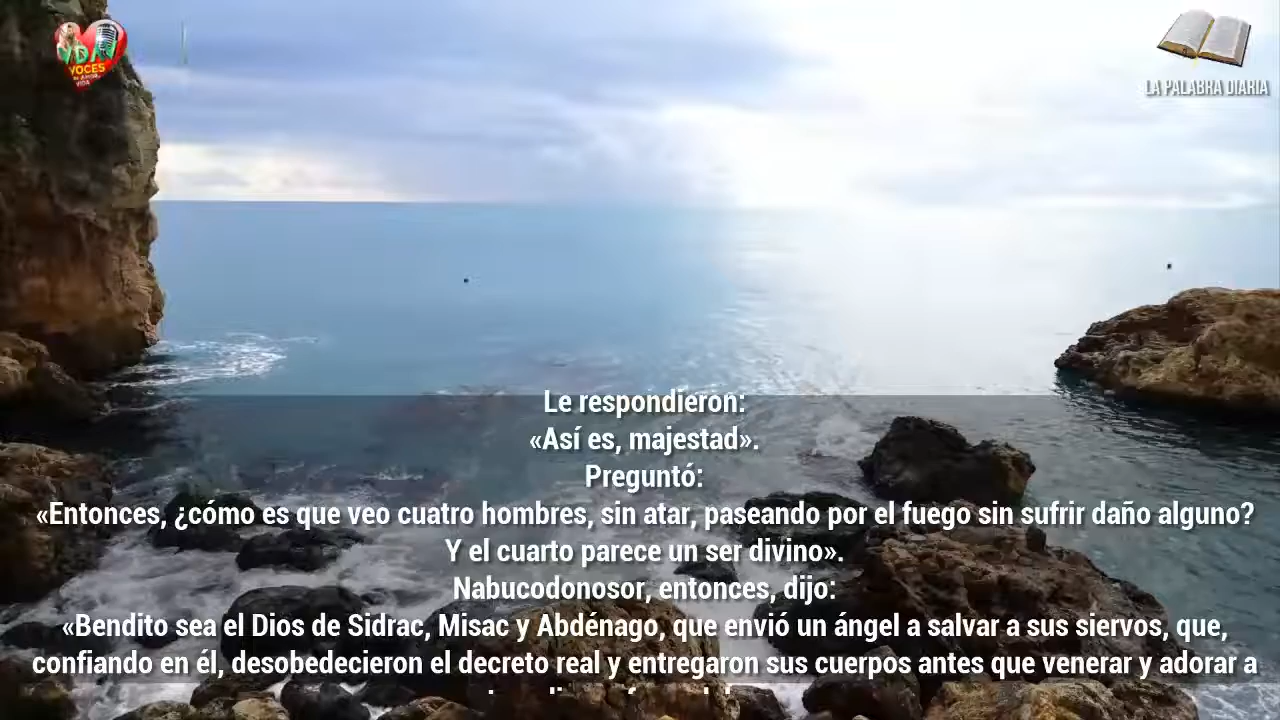 VDA
VOCES
VIDA
LA PALABRA DIARIA
Le respondieron:
«Así es, majestad».
Preguntó:
«Entonces, ¿cómo es que veo cuatro hombres, sin atar, paseando por el fuego sin sufrir daño alguno?
Y el cuarto parece un ser divino».
Nabucodonosor, entonces, dijo:
«Bendito sea el Dios de Sidrac, Misac y Abdénago, que envió un ángel a salvar a sus siervos, que,
confiando en él, desobedecieron el decreto real y entregaron sus cuerpos antes que venerar y adorar a